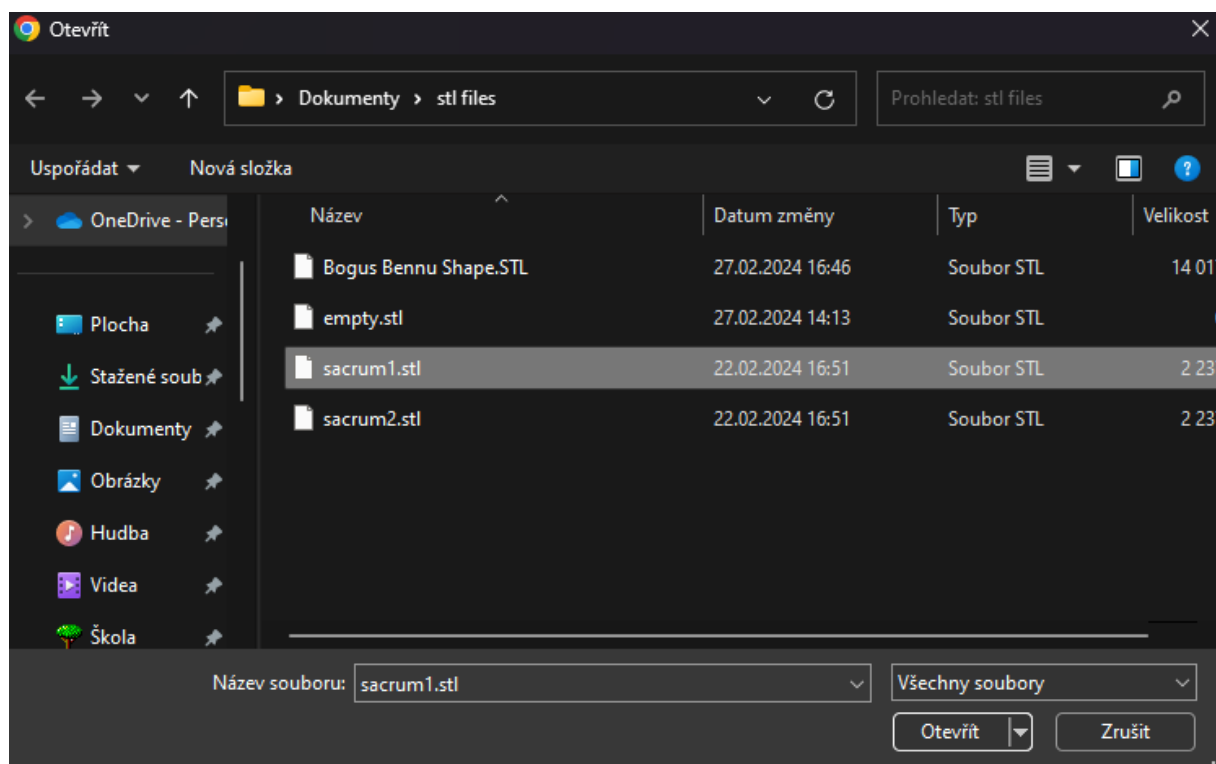 Otevřít
Dokumenty › stl files
Prohledat: stl files
Uspořádat Nová složka
OneDrive - Pers
Název Datum změny Typ Velikost
Bogus Bennu Shape.STL 27.02.2024 16:46 Soubor STL 14 01
empty.stl 27.02.2024 14:13 Soubor STL
sacrum1.stl 22.02.2024 16:51 Soubor STL 2 23
sacrum2.stl 22.02.2024 16:51 Soubor STL 2 23
Plocha
Stažené soub
Dokumenty
Obrázky
Hudba
Videa
Škola
Název souboru: sacrum1.stl Všechny soubory
Otevřít Zrušit